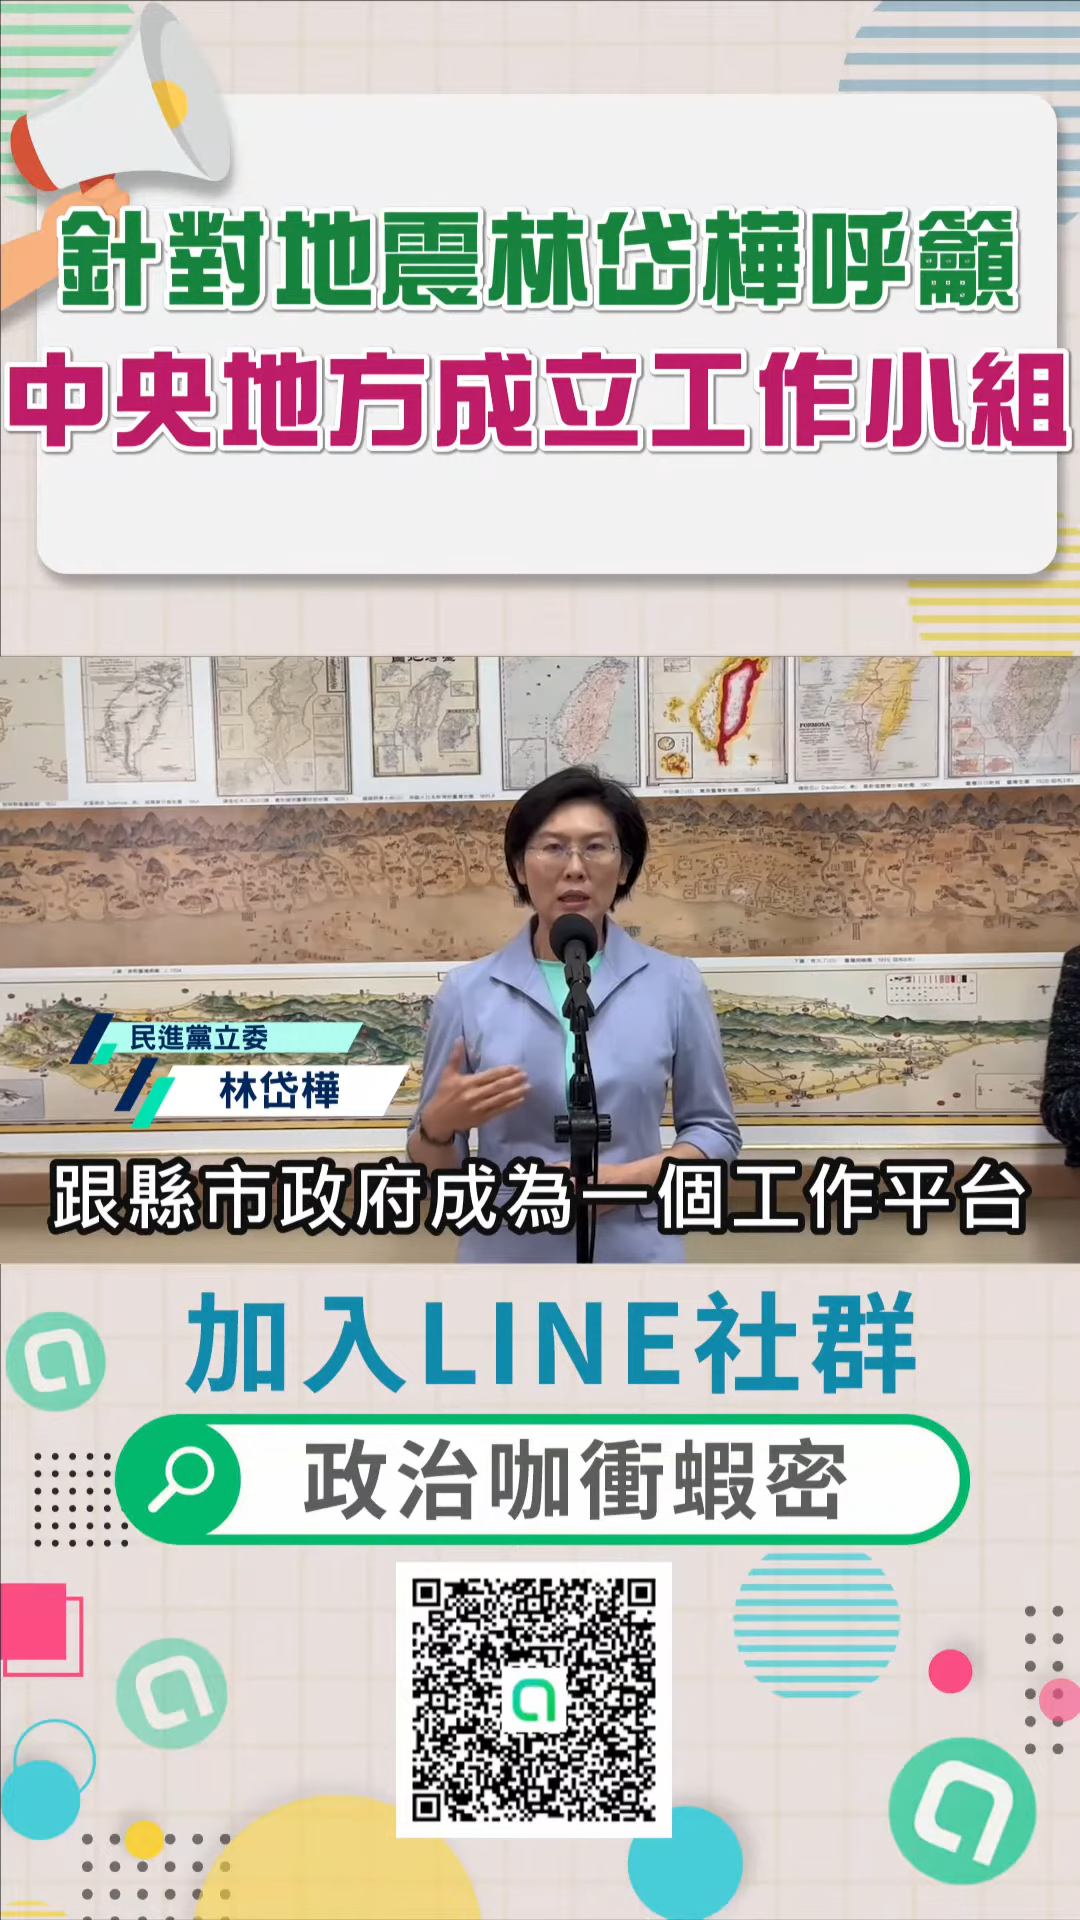 針對地震林岱樺呼籲
中央地方成立工作小組
FORMOSA
民進黨立委
林岱樺
跟縣市政府成為一個工作平台
加入LINE社群
政治咖衝蝦密